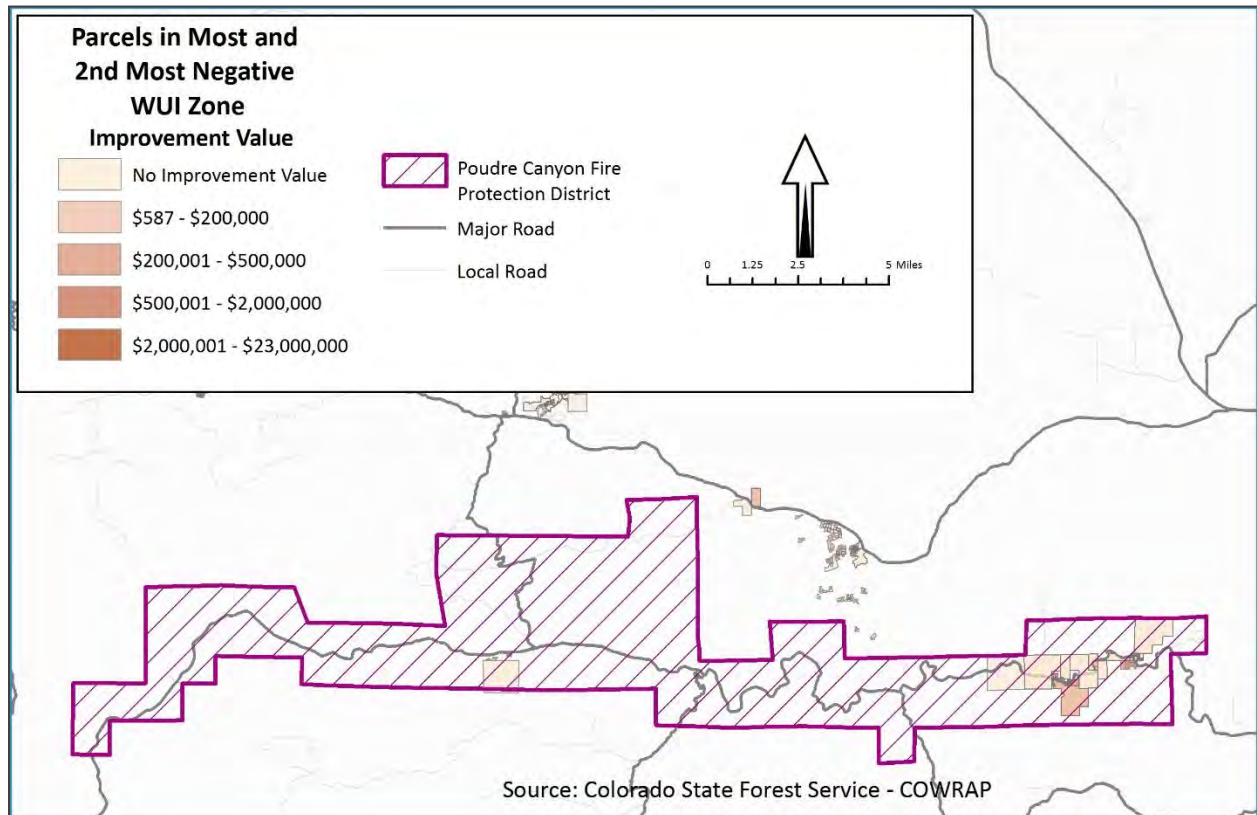 Parcels in Most and
2nd Most Negative
WUI Zone
Improvement Value
No Improvement Value
$587 - $200,000
$200,001 - $500,000
$500,001 - $2,000,000
$2,000,001 - $23,000,000
Poudre Canyon Fire
Protection District
Major Road
Local Road
0 1.25 2.5 5 Miles
Source: Colorado State Forest Service - COWRAP